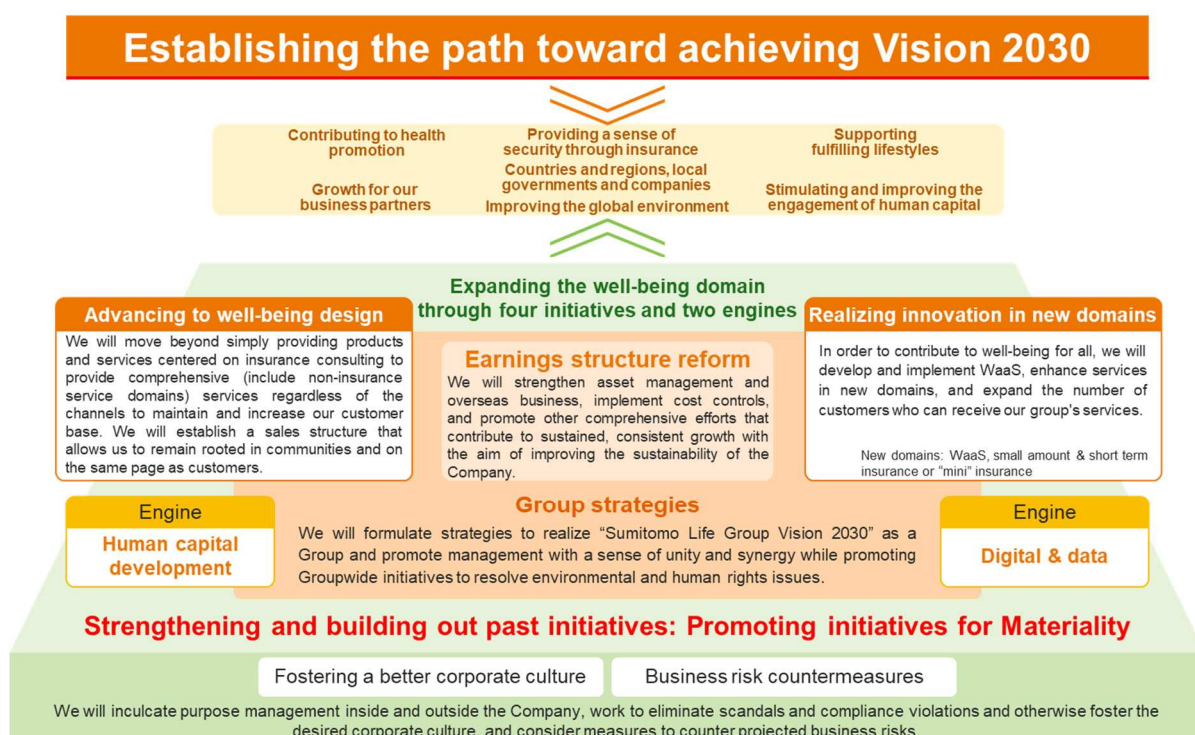 Establishing the path toward achieving Vision 2030
Contributing to health
promotion
Providing a sense of
security through insurance
Supporting
fulfilling lifestyles
Growth for our
business partners
Countries and regions, local
governments and companies
Improving the global environment
Stimulating and improving the
engagement of human capital
Expanding the well-being domain
through four initiatives and two engines
Advancing to well-being design
We will move beyond simply providing products
and services centered on insurance consulting to
provide comprehensive (include non-insurance
service domains) services regardless of the
channels to maintain and increase our customer
base. We will establish a sales structure that
allows us to remain rooted in communities and on
the same page as customers.
Earnings structure reform
We will strengthen asset management and
overseas business, implement cost controls,
and promote other comprehensive efforts that
contribute to sustained, consistent growth with
the aim of improving the sustainability of the
Company.
Realizing innovation in new domains
In order to contribute to well-being for all, we will
develop and implement WaaS, enhance services
in new domains, and expand the number of
customers who can receive our group's services.
New domains: WaaS, small amount & short term
insurance or “mini” insurance
Engine
Human capital
development
Group strategies
We will formulate strategies to realize “Sumitomo Life Group Vision 2030” as a
Group and promote management with a sense of unity and synergy while promoting
Groupwide initiatives to resolve environmental and human rights issues.
Engine
Digital & data
Strengthening and building out past initiatives: Promoting initiatives for Materiality
Fostering a better corporate culture
Business risk countermeasures
We will inculcate purpose management inside and outside the Company, work to eliminate scandals and compliance violations and otherwise foster the
desired corporate culture, and consider measures to counter projected business risks